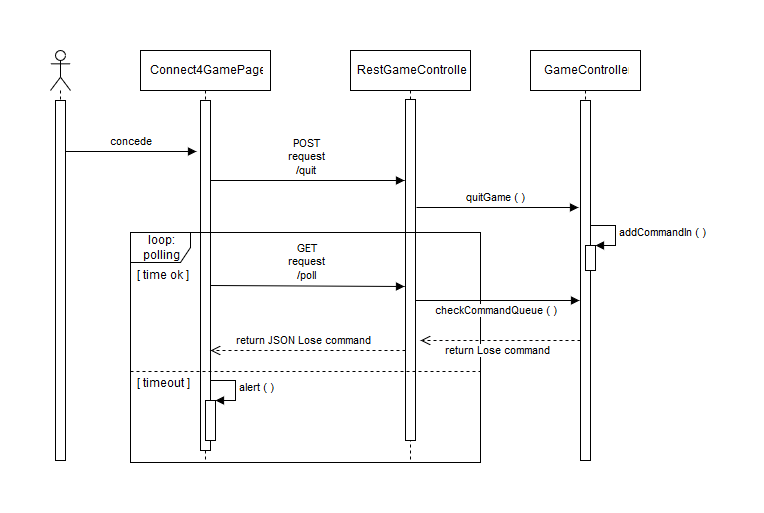 Connect4GamePage
RestGameControlle
GameControlle
concede
POST
request
/quit
quitGame ( )
addCommandIn ( )
loop:
polling
GET
request
/poll
[ time ok ]
checkCommandQueue ( )
return JSON Lose command
return Lose command
[ timeout ]
alert ( )